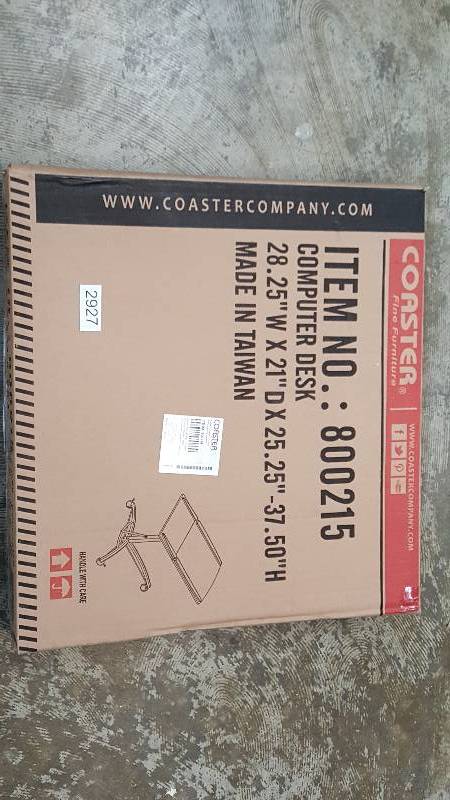 WWW.COASTERCOMPANY.COM
COASTER®
Fine Furniture
WWW.COASTERCOMPANY.COM
ITEM NO.: 800215
COMPUTER DESK
28.25"W X 21"D X 25.25"-37.50"H
MADE IN TAIWAN
2927
COASTER
HANDLE WITH CARE